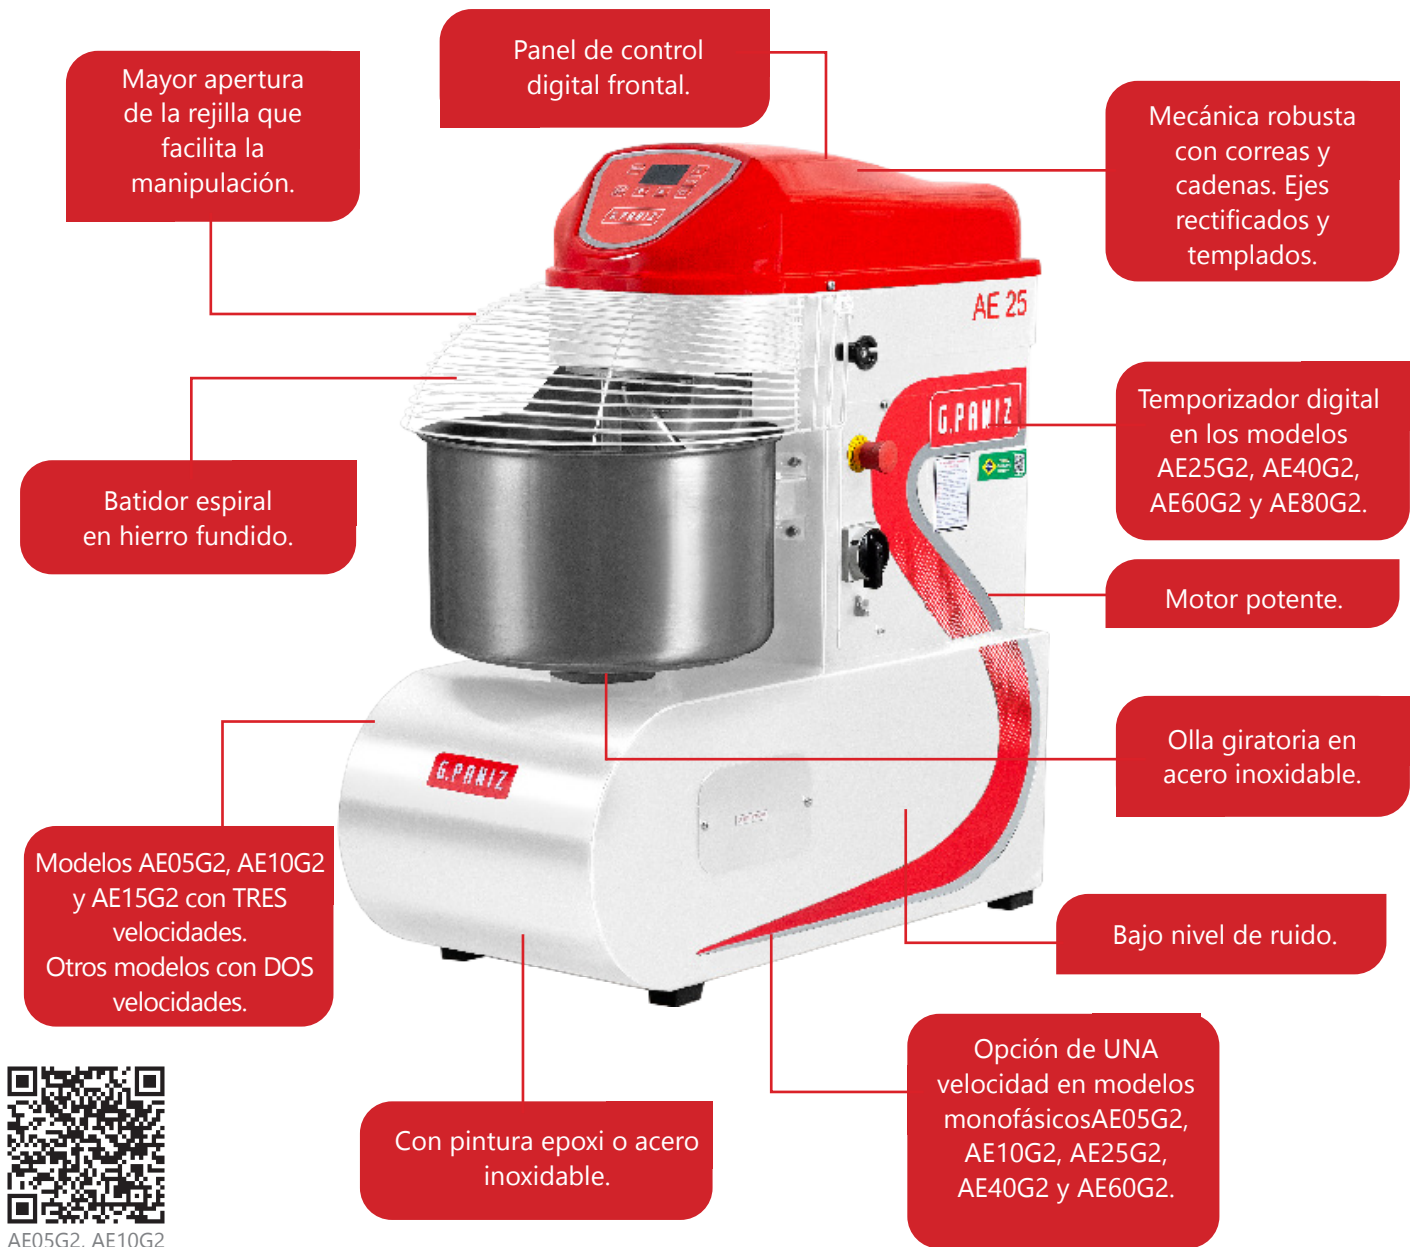 Panel de control
digital frontal.
Mayor apertura
de la rejilla que
facilita la
manipulación.
Mecánica robusta
con correas y
cadenas. Ejes
rectificados y
templados.
G.PANIZ
AE 25
Temporizador digital
en los modelos
AE25G2, AE40G2,
AE60G2 y AE80G2.
G.PANIZ
Batidor espiral
en hierro fundido.
Motor potente.
Olla giratoria en
acero inoxidable.
G.PANIZ
Modelos AE05G2, AE10G2
y AE15G2 con TRES
velocidades.
Otros modelos con DOS
velocidades.
Bajo nivel de ruido.
Opción de UNA
velocidad en modelos
monofásicosAE05G2,
AE10G2, AE25G2,
AE40G2 y AE60G2.
Con pintura epoxi o acero
inoxidable.
AE05G2, AE10G2